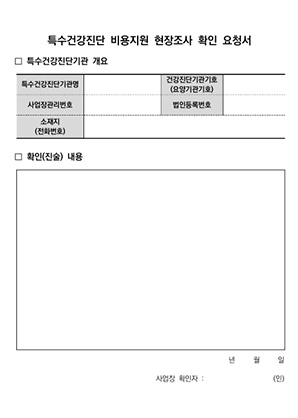 특수건강진단 비용지원 현장조사 확인 요청서
□ 특수건강진단기관 개요
특수건강진단기관명
건강진단기관기호
(요양기관기호)
사업장관리번호
법인등록번호
소재지
(전화번호)
□ 확인(진술) 내용
년 월 일
사업장 확인자 : (인)